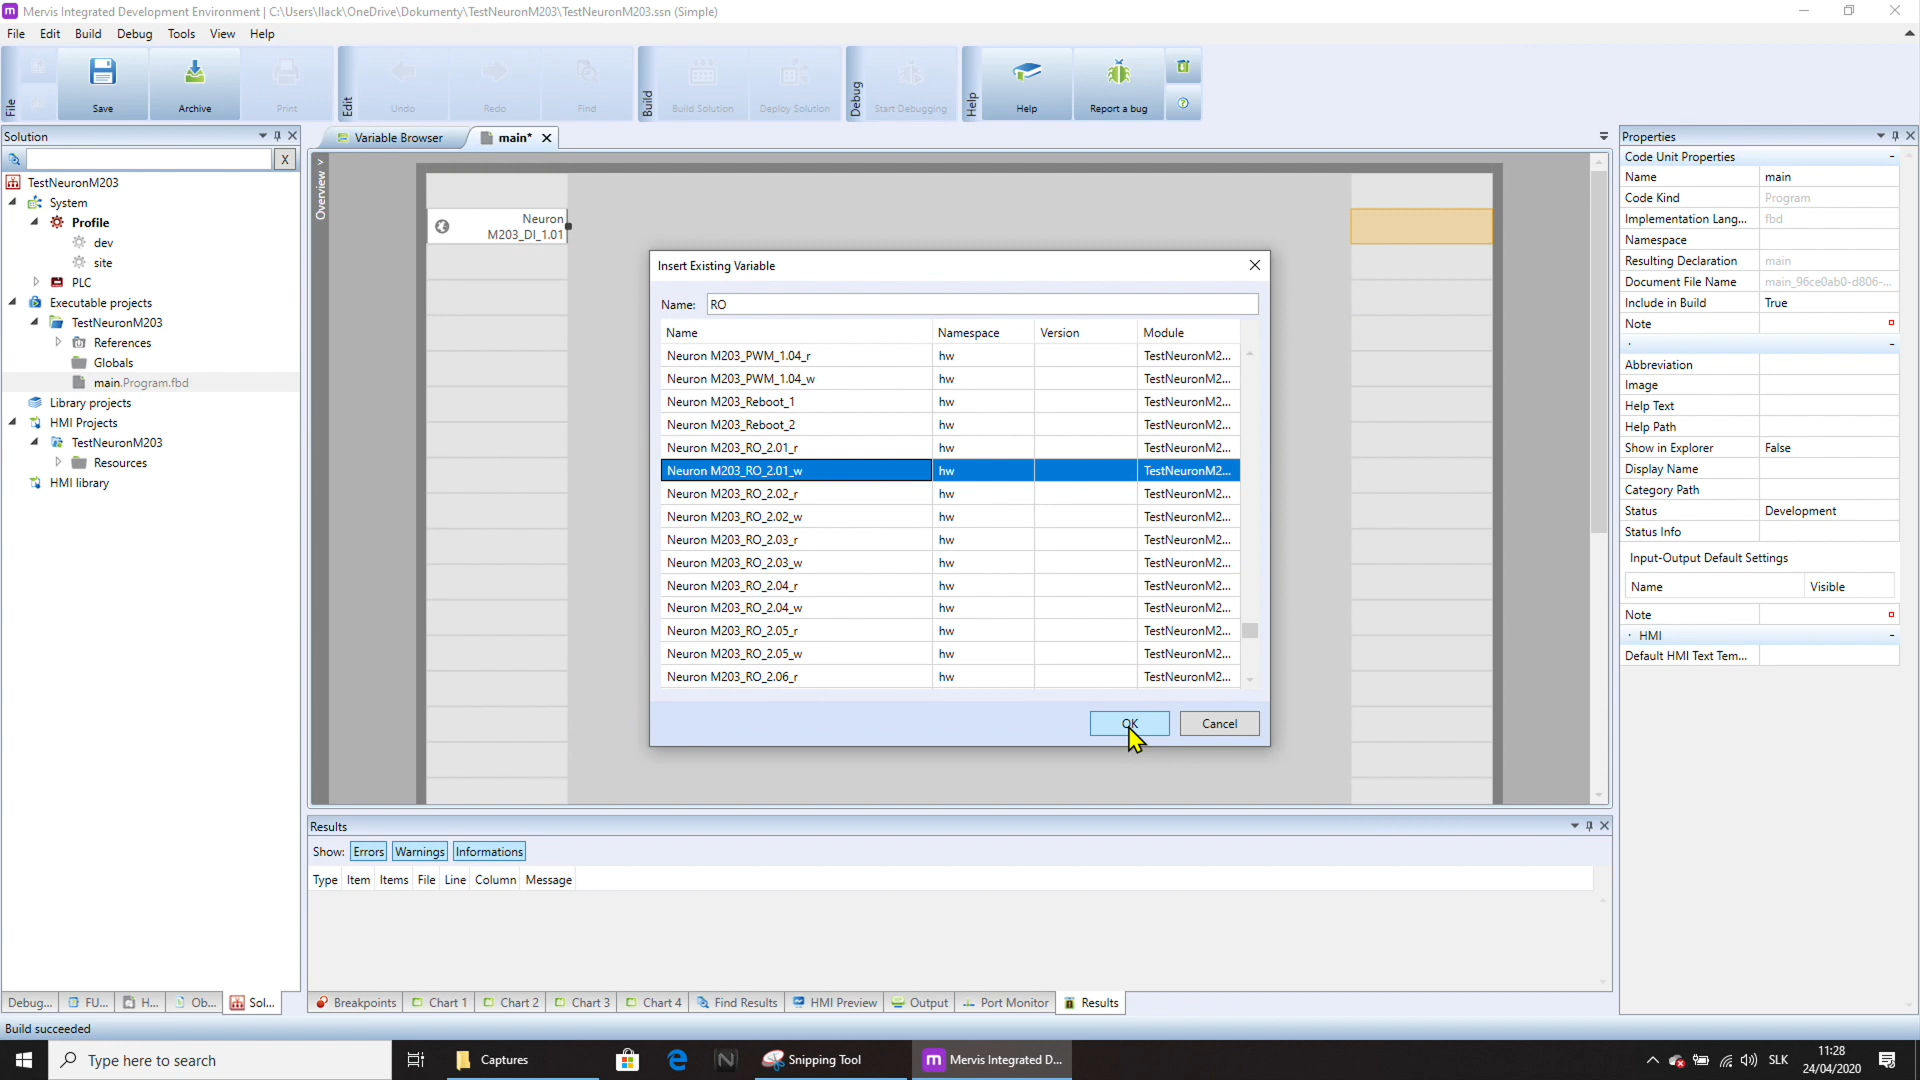 Mervis Integrated Development Environment | C:\Users\llack\OneDrive\Dokumenty\TestNeuronM203\TestNeuronM203.ssn (Simple)
File Edit Build Debug Tools View Help
File Save Archive Print Edit Undo Redo Find Build Build Solution Deploy Solution Debug Start Debugging Help Help Report a bug
Solution
X
TestNeuronM203
System
Profile
dev
site
PLC
Executable projects
TestNeuronM203
References
Globals
main.Program.fbd
Library projects
HMI Projects
TestNeuronM203
Resources
HMI library
Debug... FU... H... Ob... Sol...
Variable Browser main*
Overview
Neuron
M203_DI_1.01
Insert Existing Variable
Name: RO
Name Namespace Version Module
Neuron M203_PWM_1.04_r hw TestNeuronM2...
Neuron M203_PWM_1.04_w hw TestNeuronM2...
Neuron M203_Reboot_1 hw TestNeuronM2...
Neuron M203_Reboot_2 hw TestNeuronM2...
Neuron M203_RO_2.01_r hw TestNeuronM2...
Neuron M203_RO_2.01_w hw TestNeuronM2...
Neuron M203_RO_2.02_r hw TestNeuronM2...
Neuron M203_RO_2.02_w hw TestNeuronM2...
Neuron M203_RO_2.03_r hw TestNeuronM2...
Neuron M203_RO_2.03_w hw TestNeuronM2...
Neuron M203_RO_2.04_r hw TestNeuronM2...
Neuron M203_RO_2.04_w hw TestNeuronM2...
Neuron M203_RO_2.05_r hw TestNeuronM2...
Neuron M203_RO_2.05_w hw TestNeuronM2...
Neuron M203_RO_2.06_r hw TestNeuronM2...
OK Cancel
Results
Show: Errors Warnings Informations
Type Item Items File Line Column Message
Breakpoints Chart 1 Chart 2 Chart 3 Chart 4 Find Results HMI Preview Output Port Monitor Results
Properties
Code Unit Properties
Name main
Code Kind Program
Implementation Lang... fbd
Namespace
Resulting Declaration main
Document File Name main_96ce0ab0-d806-...
Include in Build True
Note
Abbreviation
Image
Help Text
Help Path
Show in Explorer False
Display Name
Category Path
Status Development
Status Info
Input-Output Default Settings
Name Visible
Note
HMI
Default HMI Text Tem...
Build succeeded
Type here to search Captures Snipping Tool Mervis Integrated D... SLK 11:28
24/04/2020